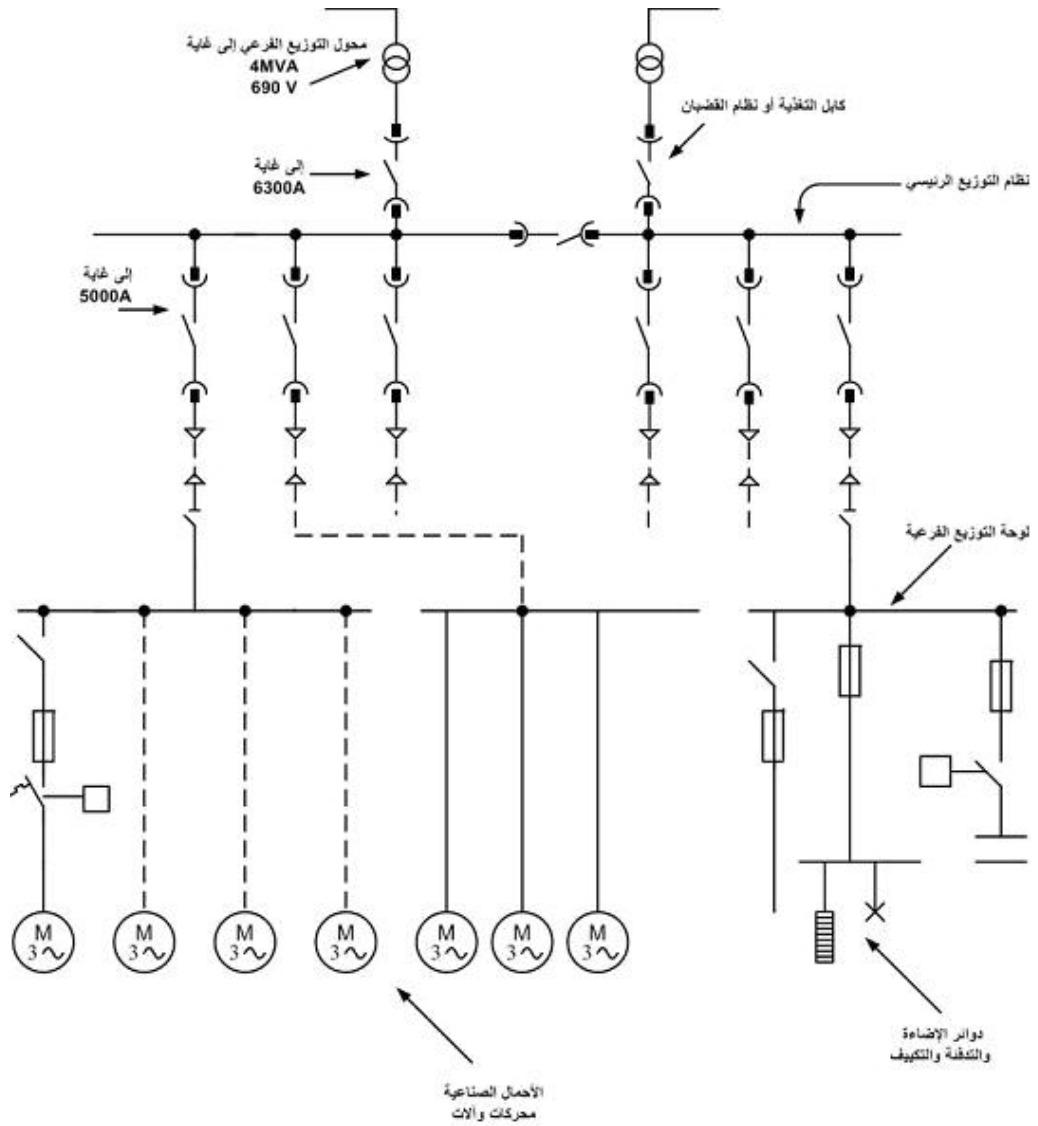 محول التوزيع الفرعي إلى غاية
4MVA
690 V
كابل التغذية أو نظام القضبان
إلى غاية
6300A
نظام التوزيع الرئيسي
إلى غاية
5000A
لوحة التوزيع الفرعية
M
3
M
3
M
3
M
3
M
3
M
3
M
3
دوائر الإضاءة
والتدفئة والتكييف
الأحمال الصناعية
محركات وآلات